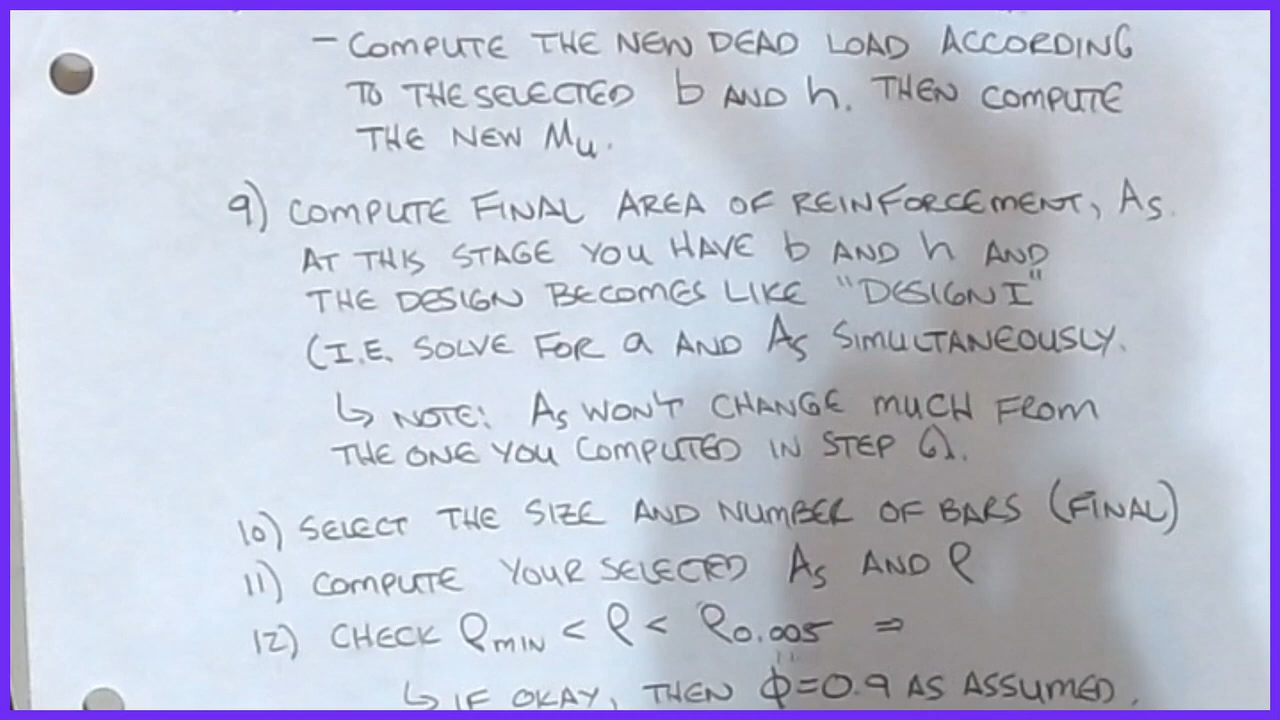 - COMPUTE THE NEW DEAD LOAD ACCORDING
TO THE SELECTED b AND h. THEN COMPUTE
THE NEW Mu.
9) COMPUTE FINAL AREA OF REINFORCEMENT, As.
AT THIS STAGE YOU HAVE b AND h AND
THE DESIGN BECOMES LIKE "DESIGN I"
(I.E. SOLVE FOR a AND As SIMULTANEOUSLY.
↳ NOTE: As WON'T CHANGE MUCH FROM
THE ONE YOU COMPUTED IN STEP 6).
10) SELECT THE SIZE AND NUMBER OF BARS (FINAL)
11) COMPUTE YOUR SELECTED As AND ρ
12) CHECK ρMIN < ρ < ρ0.005 ⇒
↳ IF OKAY, THEN ϕ=0.9 AS ASSUMED.